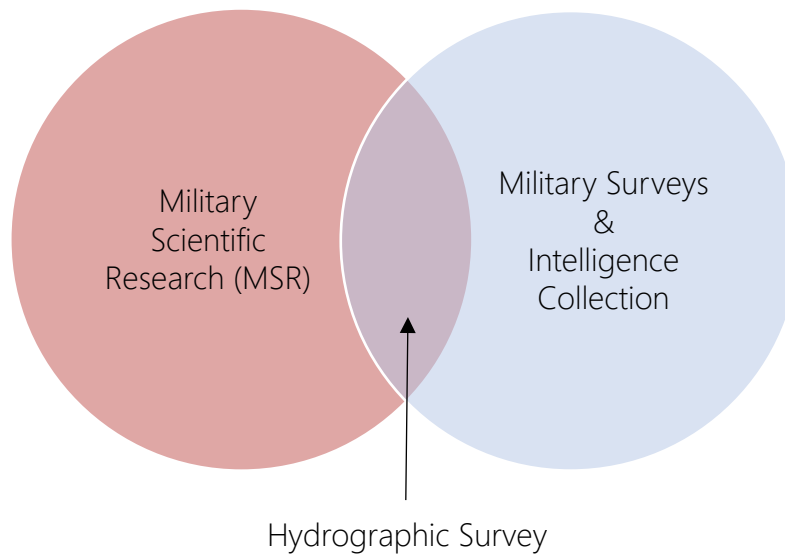 Military
Scientific
Research (MSR)
Military Surveys
&
Intelligence
Collection
Hydrographic Survey